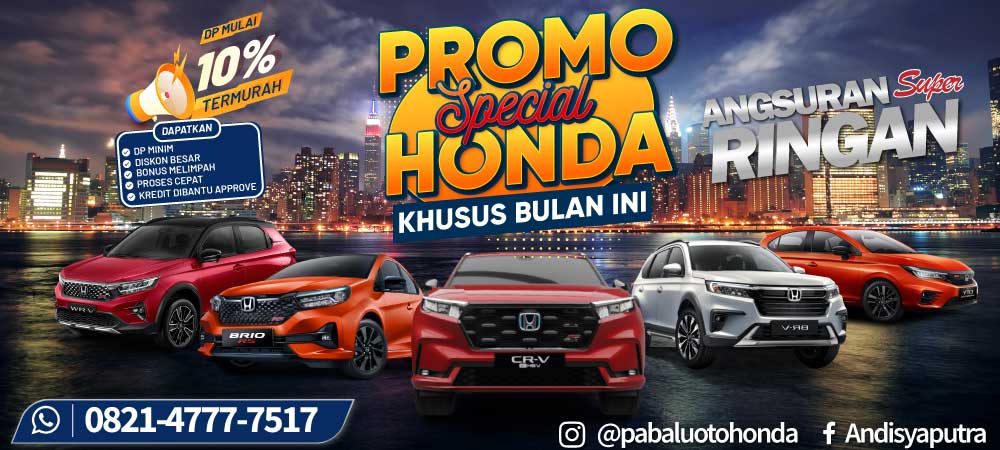 DP MULAI
10%
TERMURAH
DAPATKAN
DP MINIM
DISKON BESAR
BONUS MELIMPAH
PROSES CEPAT
KREDIT DIBANTU APPROVE
PROMO
Special
HONDA
KHUSUS BULAN INI
ANGSURAN Super
RINGAN
WR-V
BRIO
RS
CR-V
BR-V
0821-4777-7517
@pabaluotohonda
Andisyaputra